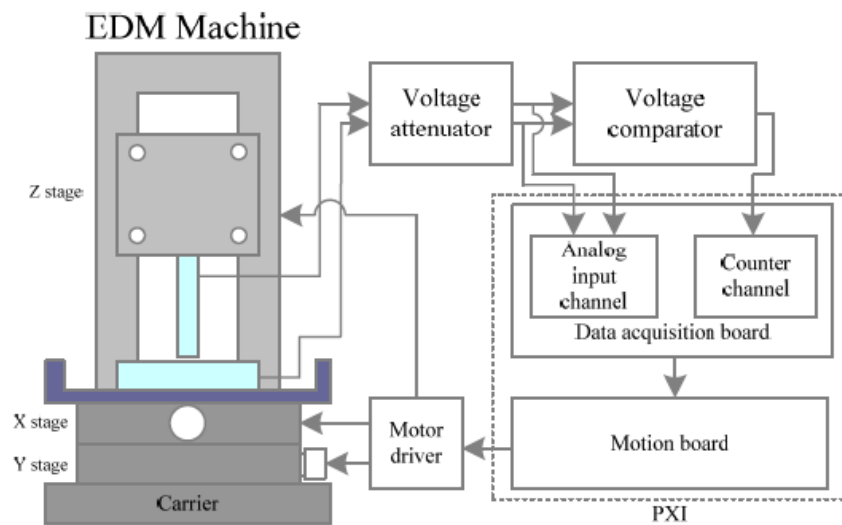 EDM Machine
Voltage
attenuator
Voltage
comparator
Z stage
Analog
input
channel
Counter
channel
Data acquisition board
X stage
Motor
driver
Motion board
Y stage
Carrier
PXI